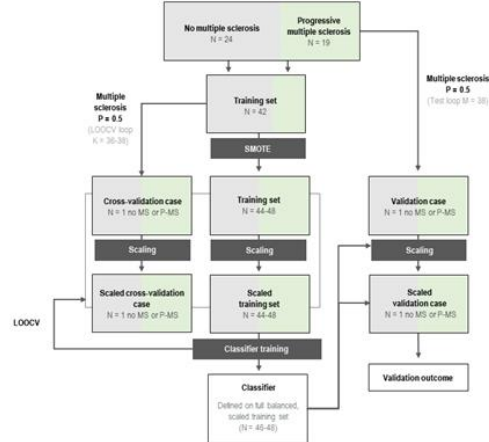 No multiple sclerosis
N = 24
Progressive
multiple sclerosis
N = 19
Multiple
sclerosis
P = 0.5
(LOOCV loop
K = 36-38)
Training set
N = 42
Multiple sclerosis
P = 0.5
(Test loop M = 38)
SMOTE
Cross-validation case
N = 1 no MS or P-MS
Training set
N = 44-48
Validation case
N = 1 no MS or P-MS
Scaling
Scaling
Scaling
Scaled cross-validation
case
N = 1 no MS or P-MS
Scaled
training set
N = 44-48
Scaled
validation case
N = 1 no MS or P-MS
LOOCV
Classifier training
Classifier
Defined on full balanced,
scaled training set
(N = 46-48)
Validation outcome